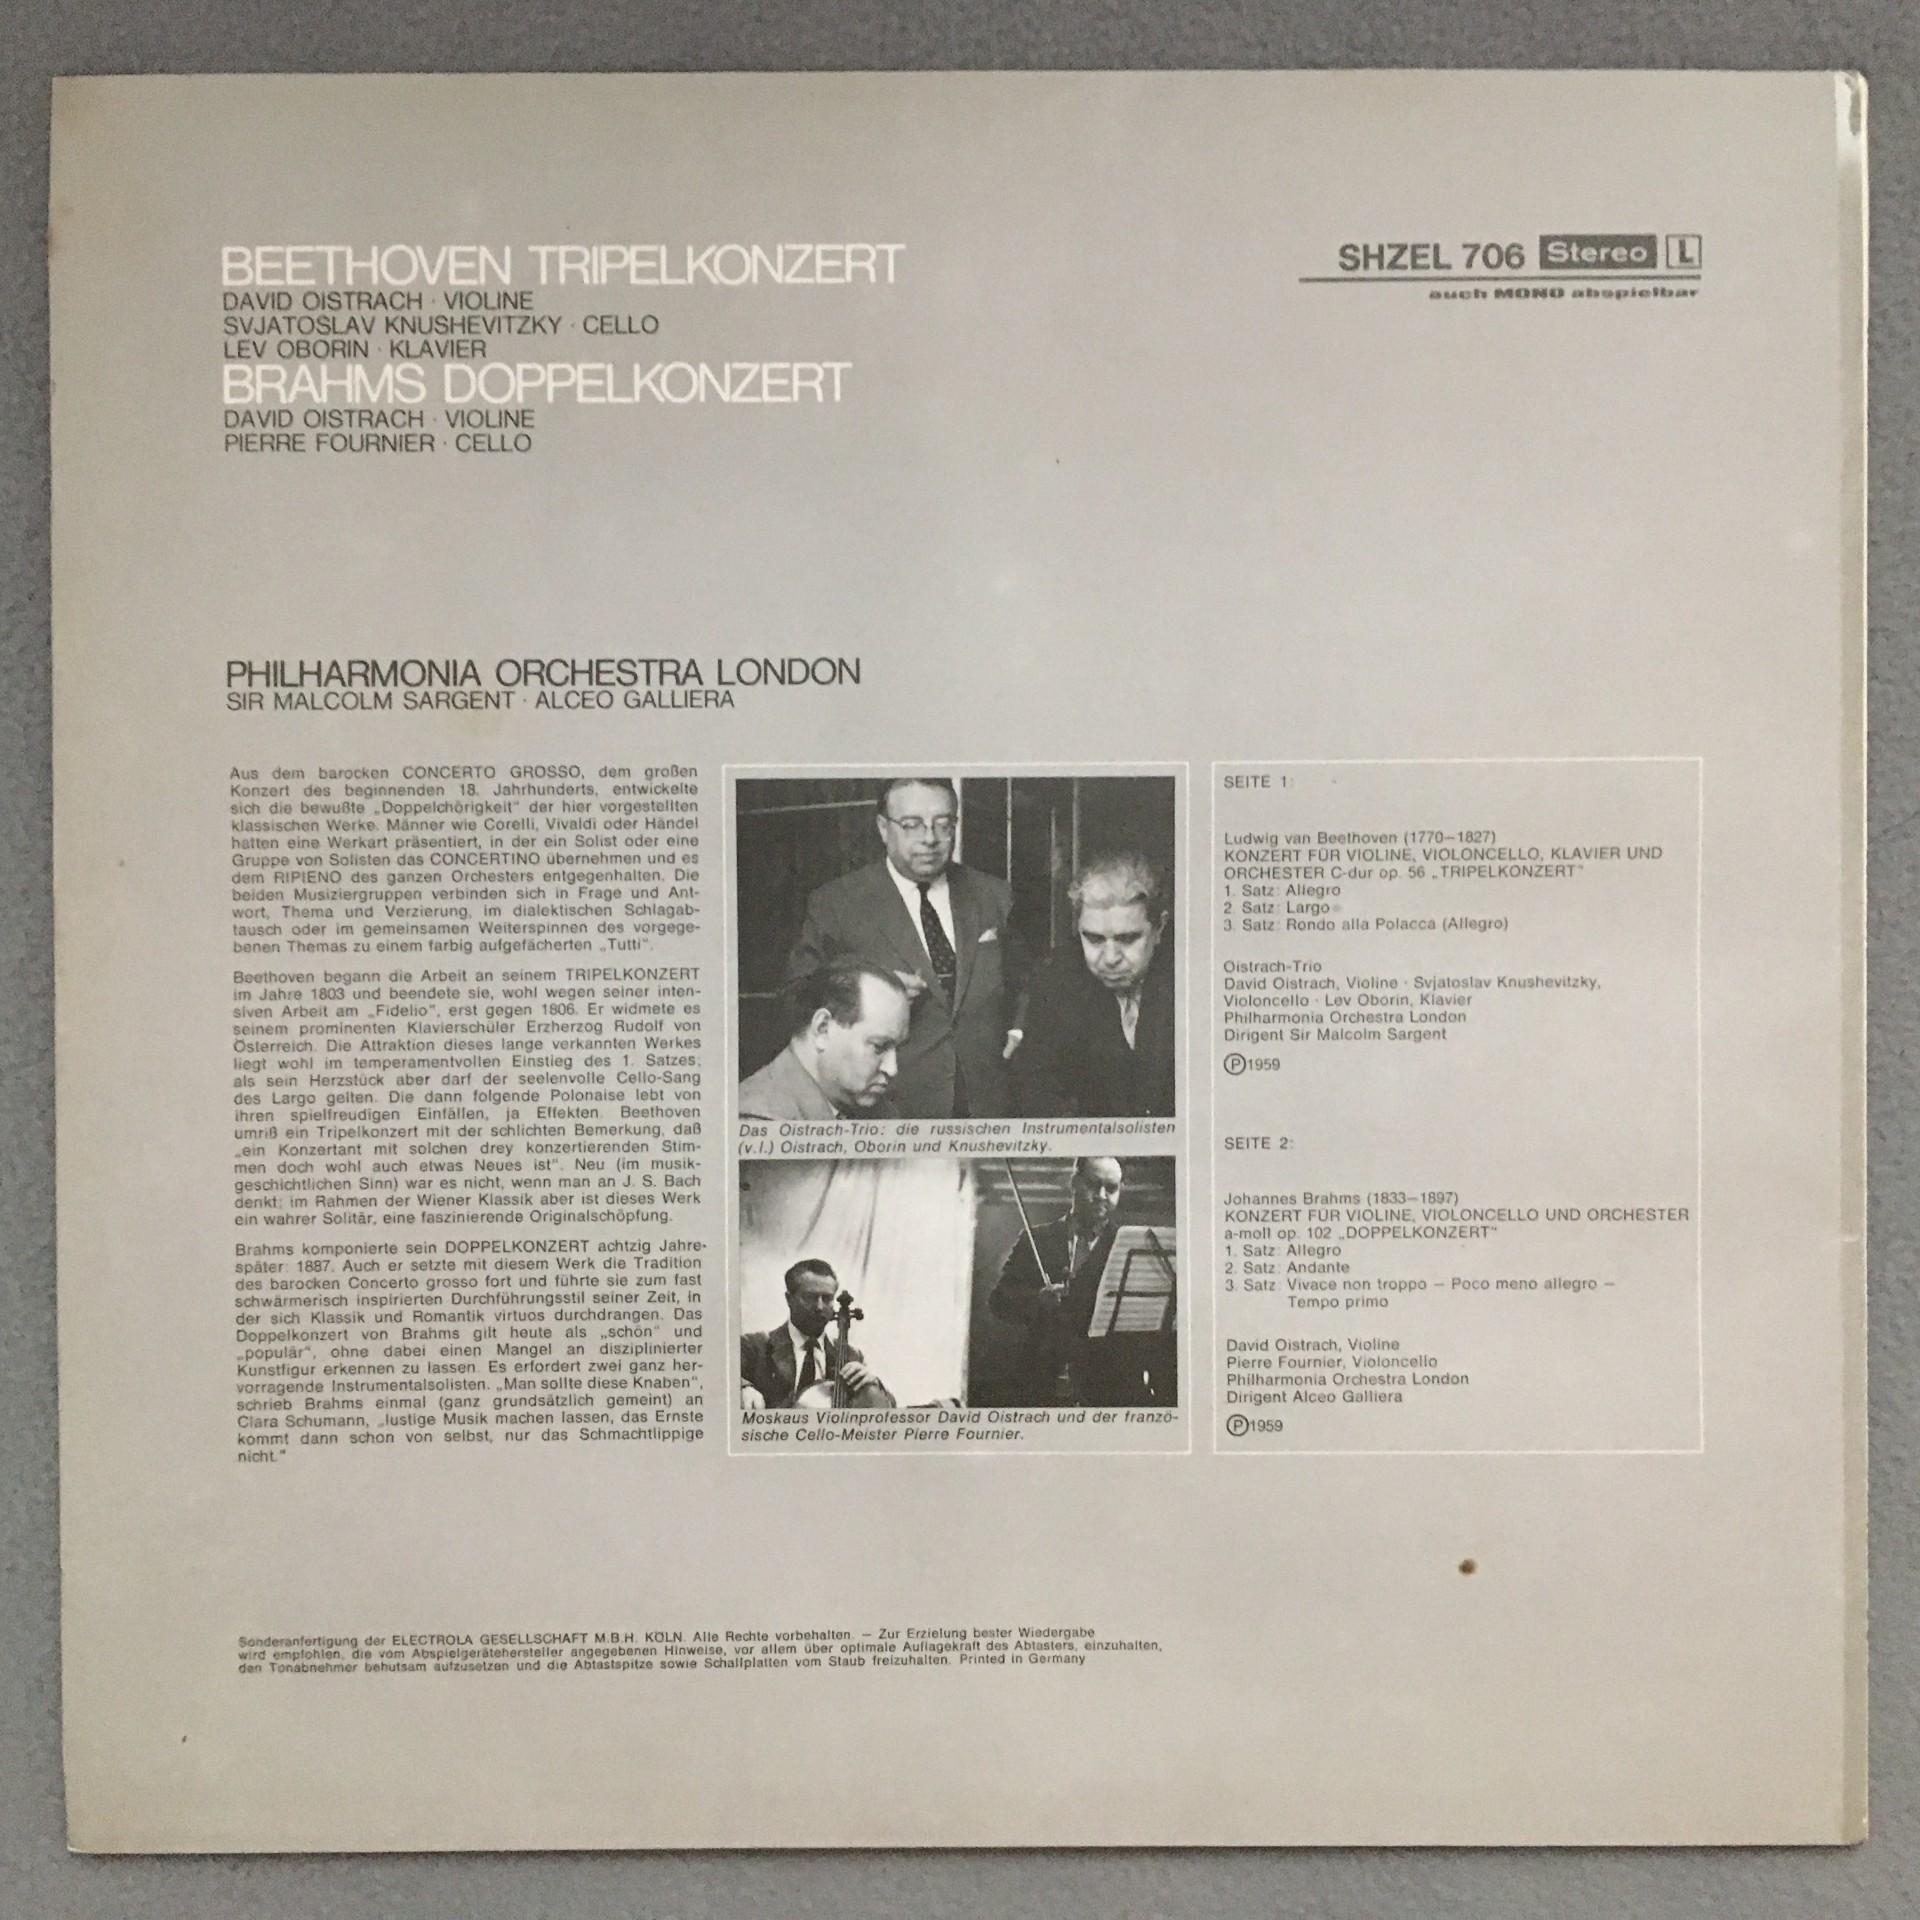 BEETHOVEN TRIPELKONZERT
DAVID OISTRACH · VIOLINE
SVJATOSLAV KNUSHEVITZKY · CELLO
LEV OBORIN · KLAVIER
BRAHMS DOPPELKONZERT
DAVID OISTRACH · VIOLINE
PIERRE FOURNIER · CELLO
SHZEL 706 Stereo L
auch MONO abspielbar
PHILHARMONIA ORCHESTRA LONDON
SIR MALCOLM SARGENT · ALCEO GALLIERA
Aus dem barocken CONCERTO GROSSO, dem großen
Konzert des beginnenden 18. Jahrhunderts, entwickelte
sich die bewußte „Doppelchörigkeit“ der hier vorgestellten
klassischen Werke. Männer wie Corelli, Vivaldi oder Händel
hatten eine Werkart präsentiert, in der ein Solist oder eine
Gruppe von Solisten das CONCERTINO übernehmen und es
dem RIPIENO des ganzen Orchesters entgegenhalten. Die
beiden Musiziergruppen verbinden sich in Frage und Ant-
wort, Thema und Verzierung, im dialektischen Schlagab-
tausch oder im gemeinsamen Weiterspinnen des vorgege-
benen Themas zu einem farbig aufgefächerten „Tutti“.
Beethoven begann die Arbeit an seinem TRIPELKONZERT
im Jahre 1803 und beendete sie, wohl wegen seiner inten-
siven Arbeit am „Fidelio“, erst gegen 1806. Er widmete es
seinem prominenten Klavierschüler Erzherzog Rudolf von
Österreich. Die Attraktion dieses lange verkannten Werkes
liegt wohl im temperamentvollen Einstieg des 1. Satzes;
als sein Herzstück aber darf der seelenvolle Cello-Sang
des Largo gelten. Die dann folgende Polonaise lebt von
ihren spielfreudigen Einfällen, ja Effekten. Beethoven
umriß ein Tripelkonzert mit der schlichten Bemerkung, daß
„ein Konzertant mit solchen drey konzertierenden Stim-
men doch wohl auch etwas Neues ist“. Neu (im musik-
geschichtlichen Sinn) war es nicht, wenn man an J. S. Bach
denkt; im Rahmen der Wiener Klassik aber ist dieses Werk
ein wahrer Solitär, eine faszinierende Originalschöpfung.
Brahms komponierte sein DOPPELKONZERT achtzig Jahre
später: 1887. Auch er setzte mit diesem Werk die Tradition
des barocken Concerto grosso fort und führte sie zum fast
schwärmerisch inspirierten Durchführungsstil seiner Zeit, in
der sich Klassik und Romantik virtuos durchdrangen. Das
Doppelkonzert von Brahms gilt heute als „schön“ und
„populär“, ohne dabei einen Mangel an disziplinierter
Kunstfigur erkennen zu lassen. Es erfordert zwei ganz her-
vorragende Instrumentalsolisten. „Man sollte diese Knaben“,
schrieb Brahms einmal (ganz grundsätzlich gemeint) an
Clara Schumann, „lustige Musik machen lassen, das Ernste
kommt dann schon von selbst, nur das Schmachtlippige
nicht.“
Das Oistrach-Trio: die russischen Instrumentalsolisten
(v.l.) Oistrach, Oborin und Knushevitzky.
Moskaus Violinprofessor David Oistrach und der franzö-
sische Cello-Meister Pierre Fournier.
SEITE 1:
Ludwig van Beethoven (1770–1827)
KONZERT FÜR VIOLINE, VIOLONCELLO, KLAVIER UND
ORCHESTER C-dur op. 56 „TRIPELKONZERT“
1. Satz: Allegro
2. Satz: Largo
3. Satz: Rondo alla Polacca (Allegro)
Oistrach-Trio
David Oistrach, Violine · Svjatoslav Knushevitzky,
Violoncello · Lev Oborin, Klavier
Philharmonia Orchestra London
Dirigent Sir Malcolm Sargent
Ⓟ1959
SEITE 2:
Johannes Brahms (1833–1897)
KONZERT FÜR VIOLINE, VIOLONCELLO UND ORCHESTER
a-moll op. 102 „DOPPELKONZERT“
1. Satz: Allegro
2. Satz: Andante
3. Satz: Vivace non troppo – Poco meno allegro –
Tempo primo
David Oistrach, Violine
Pierre Fournier, Violoncello
Philharmonia Orchestra London
Dirigent Alceo Galliera
Ⓟ1959
Sonderanfertigung der ELECTROLA GESELLSCHAFT M.B.H. KÖLN. Alle Rechte vorbehalten. – Zur Erzielung bester Wiedergabe
wird empfohlen, die vom Abspielgerätehersteller angegebenen Hinweise, vor allem über optimale Auflagekraft des Abtasters, einzuhalten,
den Tonabnehmer behutsam aufzusetzen und die Abtastspitze sowie Schallplatten vom Staub freizuhalten. Printed in Germany